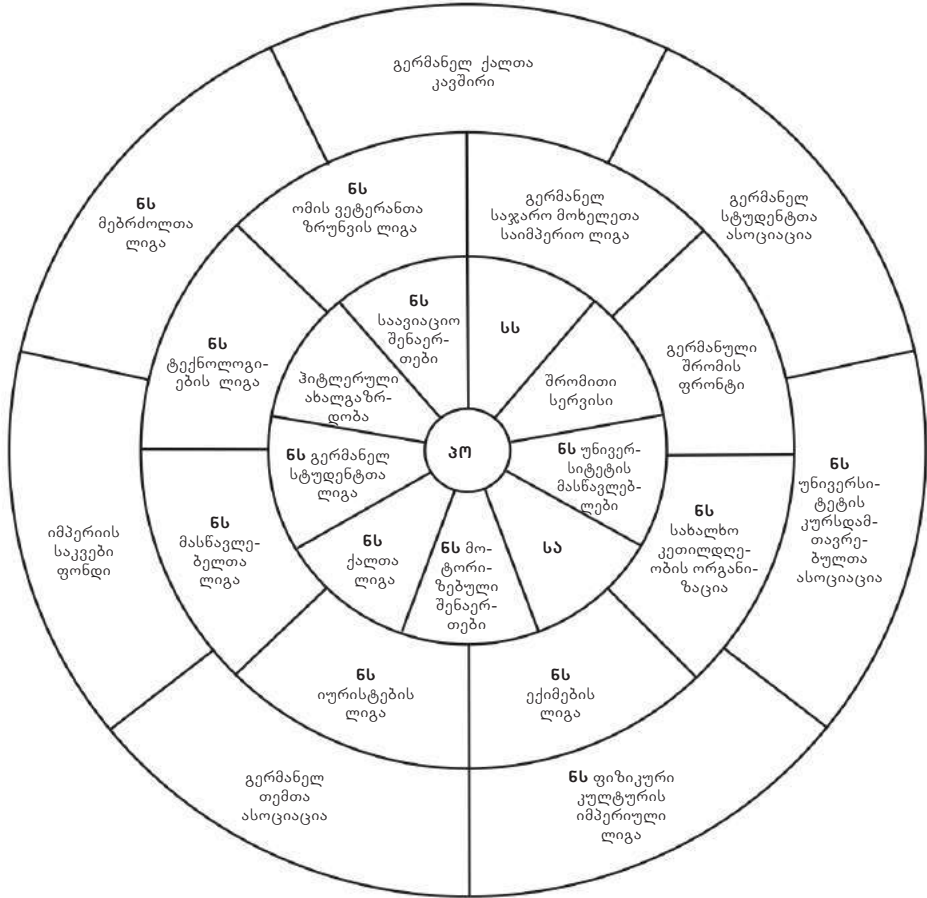 გერმანელ ქალთა
კავშირი
გერმანელ
სტუდენტთა
ასოციაცია
ნს
უნივერსი-
ტეტის
კურსდამ-
თავრე-
ბულთა
ასოციაცია
ნს ფიზიკური
კულტურის
იმპერიული
ლიგა
გერმანელ
თემთა
ასოციაცია
იმპერიის
საკვები
ფონდი
ნს
მებრძოლთა
ლიგა
ნს
ომის ვეტერანთა
ზრუნვის ლიგა
გერმანელ
საჯარო მოხელეთა
საიმპერიო ლიგა
გერმანული
შრომის
ფრონტი
ნს
სახალხო
კეთილდღე-
ობის ორგანი-
ზაცია
ნს
ექიმების
ლიგა
ნს
იურისტების
ლიგა
ნს
მასწავლე-
ბელთა
ლიგა
ნს
ტექნოლოგი-
ების ლიგა
ნს
საავიაციო
შენაერ-
თები
სს
შრომითი
სერვისი
ნს უნივერ-
სიტეტის
მასწავლებ-
ლები
სა
ნს მო-
ტორი-
ზებული
შენაერ-
თები
ნს
ქალთა
ლიგა
ნს გერმანელ
სტუდენტთა
ლიგა
ჰიტლერული
ახალგაზრ-
დობა
პო